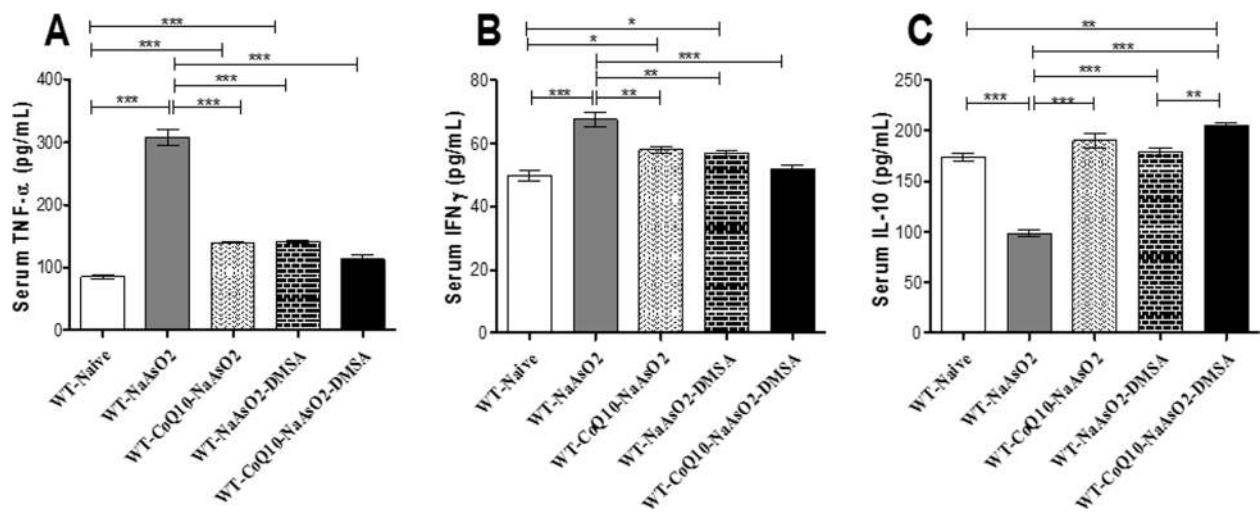 A
***
***
***
***
***
***
Serum TNF-α (pg/mL)
400
300
200
100
0
WT-Naive
WT-NaAsO2
WT-CoQ10-NaAsO2
WT-NaAsO2-DMSA
WT-CoQ10-NaAsO2-DMSA
B
*
*
***
**
***
**
Serum IFNγ (pg/mL)
80
60
40
20
0
WT-Naive
WT-NaAsO2
WT-CoQ10-NaAsO2
WT-NaAsO2-DMSA
WT-CoQ10-NaAsO2-DMSA
C
**
***
***
**
***
***
Serum IL-10 (pg/mL)
250
200
150
100
50
0
WT-Naive
WT-NaAsO2
WT-CoQ10-NaAsO2
WT-NaAsO2-DMSA
WT-CoQ10-NaAsO2-DMSA